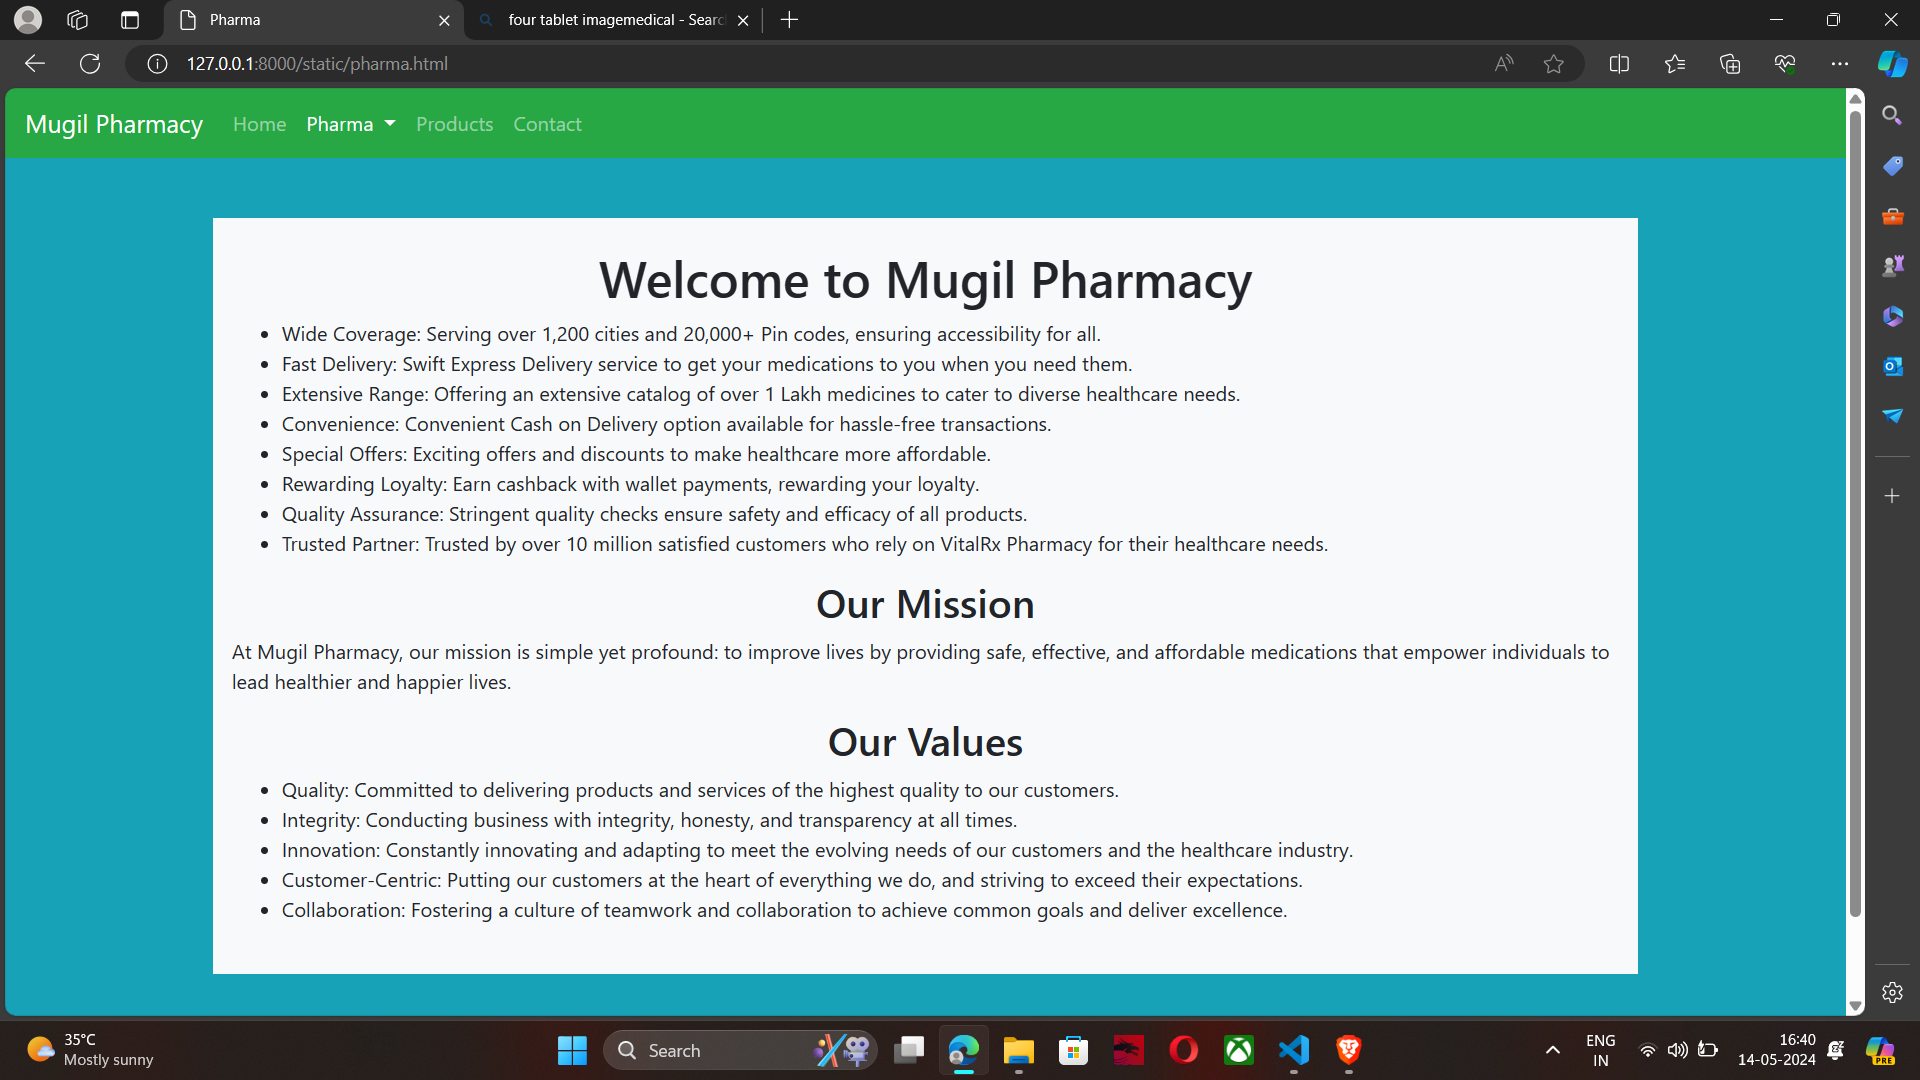 Pharma
four tablet imagemedical - Searc
127.0.0.1:8000/static/pharma.html
Mugil Pharmacy Home Pharma Products Contact
Welcome to Mugil Pharmacy
• Wide Coverage: Serving over 1,200 cities and 20,000+ Pin codes, ensuring accessibility for all.
• Fast Delivery: Swift Express Delivery service to get your medications to you when you need them.
• Extensive Range: Offering an extensive catalog of over 1 Lakh medicines to cater to diverse healthcare needs.
• Convenience: Convenient Cash on Delivery option available for hassle-free transactions.
• Special Offers: Exciting offers and discounts to make healthcare more affordable.
• Rewarding Loyalty: Earn cashback with wallet payments, rewarding your loyalty.
• Quality Assurance: Stringent quality checks ensure safety and efficacy of all products.
• Trusted Partner: Trusted by over 10 million satisfied customers who rely on VitalRx Pharmacy for their healthcare needs.
Our Mission
At Mugil Pharmacy, our mission is simple yet profound: to improve lives by providing safe, effective, and affordable medications that empower individuals to
lead healthier and happier lives.
Our Values
• Quality: Committed to delivering products and services of the highest quality to our customers.
• Integrity: Conducting business with integrity, honesty, and transparency at all times.
• Innovation: Constantly innovating and adapting to meet the evolving needs of our customers and the healthcare industry.
• Customer-Centric: Putting our customers at the heart of everything we do, and striving to exceed their expectations.
• Collaboration: Fostering a culture of teamwork and collaboration to achieve common goals and deliver excellence.
35°C
Mostly sunny
Search
ENG
IN
16:40
14-05-2024
PRE